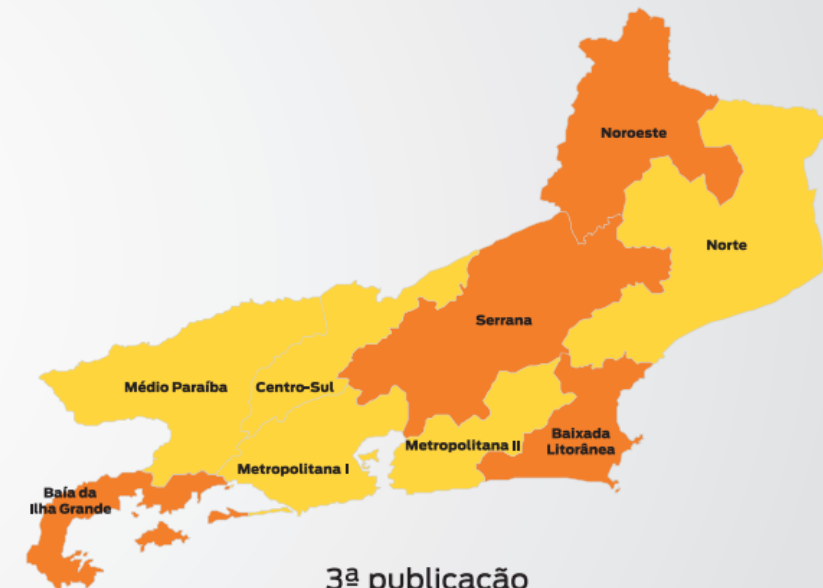 Noroeste
Norte
Serrana
Médio Paraíba
Centro-Sul
Metropolitana II
Baixada
Litorânea
Metropolitana I
Baía da
Ilha Grande
3ª publicação